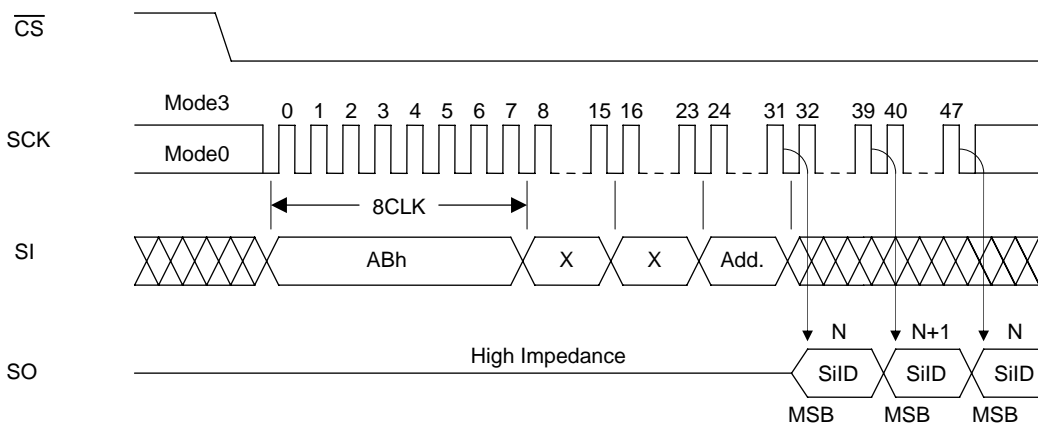 CS
Mode3
0 1 2 3 4 5 6 7 8 15 16 23 24 31 32 39 40 47
SCK
Mode0
8CLK
SI
ABh X X Add.
N N+1 N
High Impedance
SO
SiID SiID SiID
MSB MSB MSB